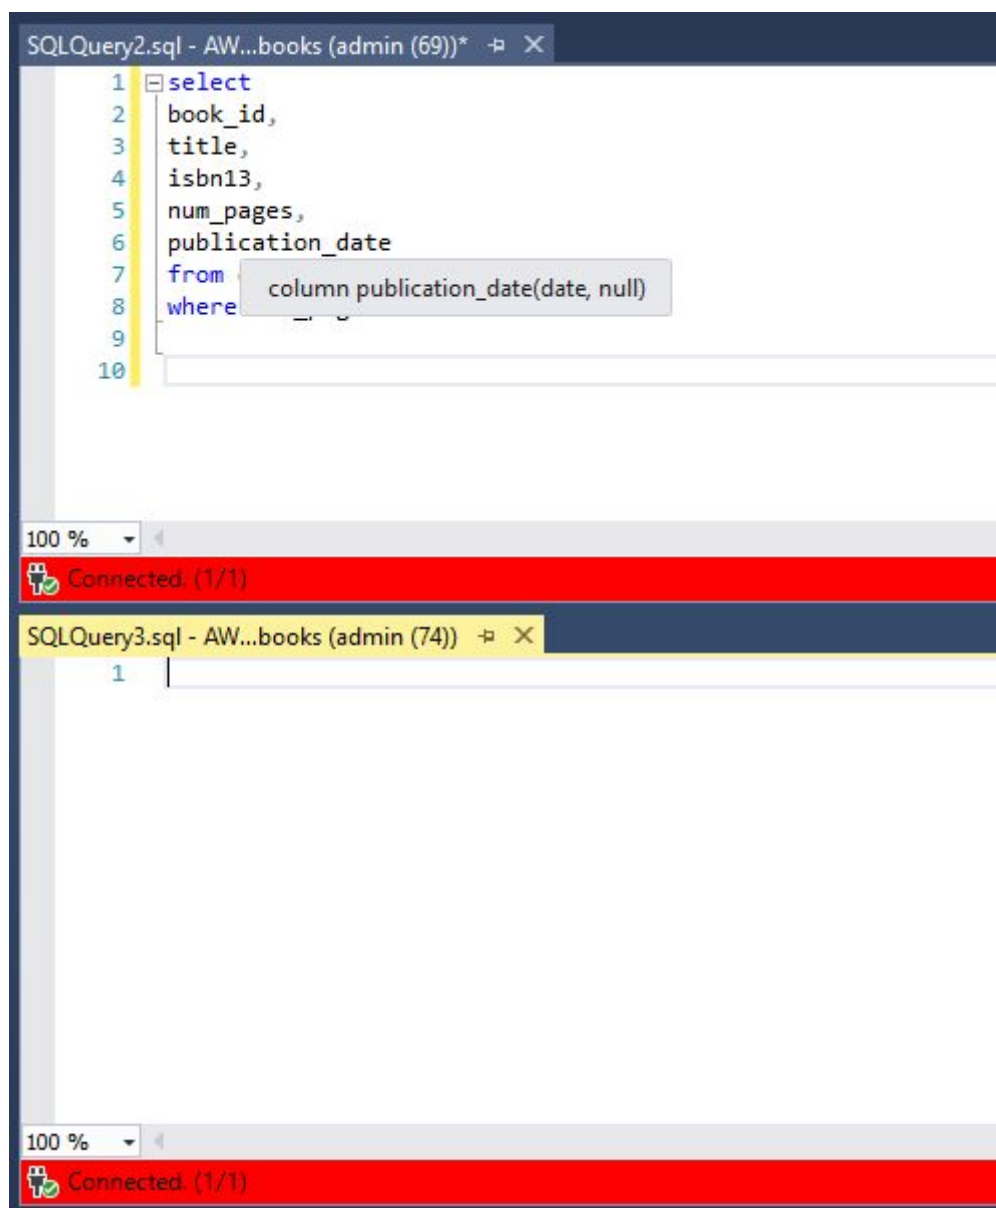 SQLQuery2.sql - AW...books (admin (69))*
1 select
2 book_id,
3 title,
4 isbn13,
5 num_pages,
6 publication_date
7 from
column publication_date(date, null)
8 where
9
10
100 %
Connected. (1/1)
SQLQuery3.sql - AW...books (admin (74))
1
100 %
Connected. (1/1)